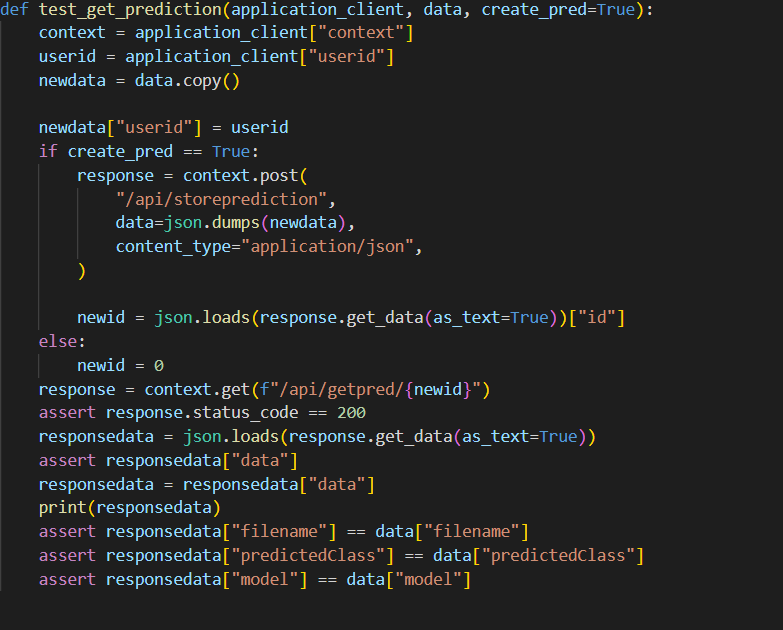 def test_get_prediction(application_client, data, create_pred=True):
    context = application_client["context"]
    userid = application_client["userid"]
    newdata = data.copy()

    newdata["userid"] = userid
    if create_pred == True:
        response = context.post(
            "/api/storeprediction",
            data=json.dumps(newdata),
            content_type="application/json",
        )

        newid = json.loads(response.get_data(as_text=True))["id"]
    else:
        newid = 0
    response = context.get(f"/api/getpred/{newid}")
    assert response.status_code == 200
    responsedata = json.loads(response.get_data(as_text=True))
    assert responsedata["data"]
    responsedata = responsedata["data"]
    print(responsedata)
    assert responsedata["filename"] == data["filename"]
    assert responsedata["predictedClass"] == data["predictedClass"]
    assert responsedata["model"] == data["model"]